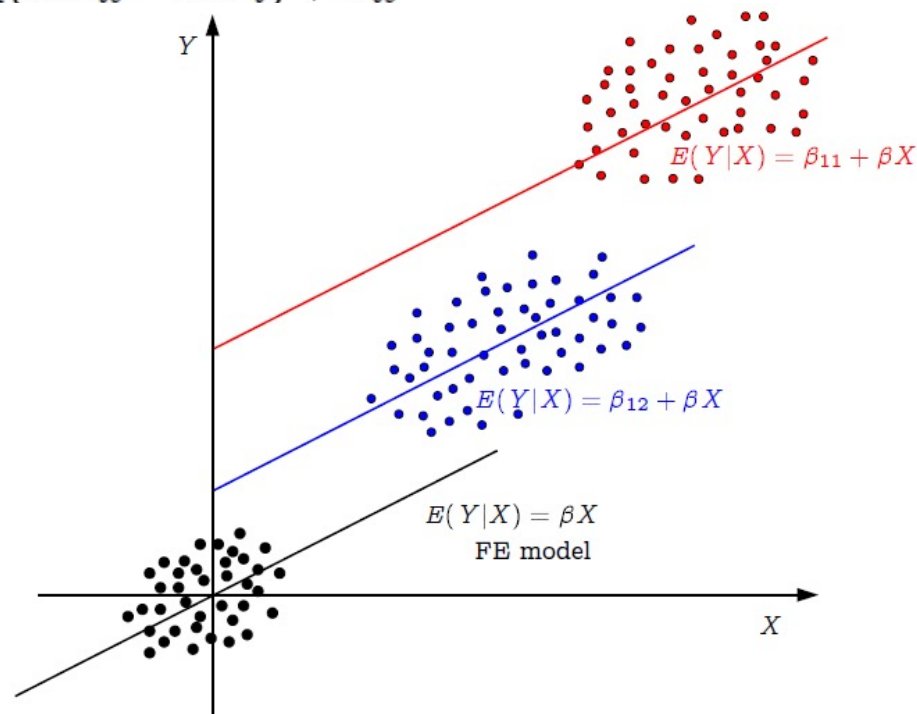 Y
E(Y|X) = β₁₁ + βX
E(Y|X) = β₁₂ + βX
E(Y|X) = βX
FE model
X